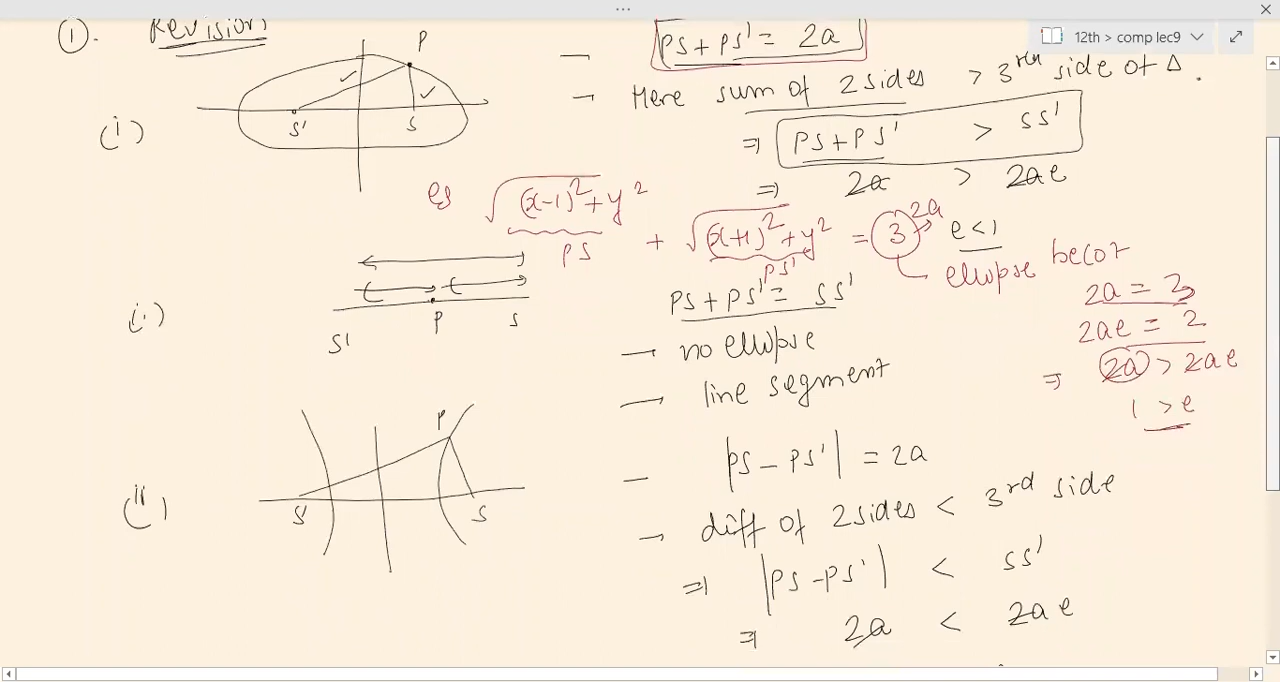 12th > comp lec9
①. Revision
P
S'
S
(i)
— PS + PS' = 2a
→ Here sum of 2 sides > 3rd side of Δ.
⇒ PS + PS' > SS'
⇒ 2a > 2ae
e < 1
eg √(x-1)²+y² + √(x+1)²+y² = 3 → 2a
PS
PS'
ellipse
2a = 3
2ae = 2
⇒ 2a > 2ae
1 > e
S'
P
S
PS + PS' = SS'
— no ellipse
— line segment
(ii)
P
S'
S
— |PS - PS'| = 2a
→ diff of 2 sides < 3rd side
⇒ |PS - PS'| < SS'
⇒ 2a < 2ae